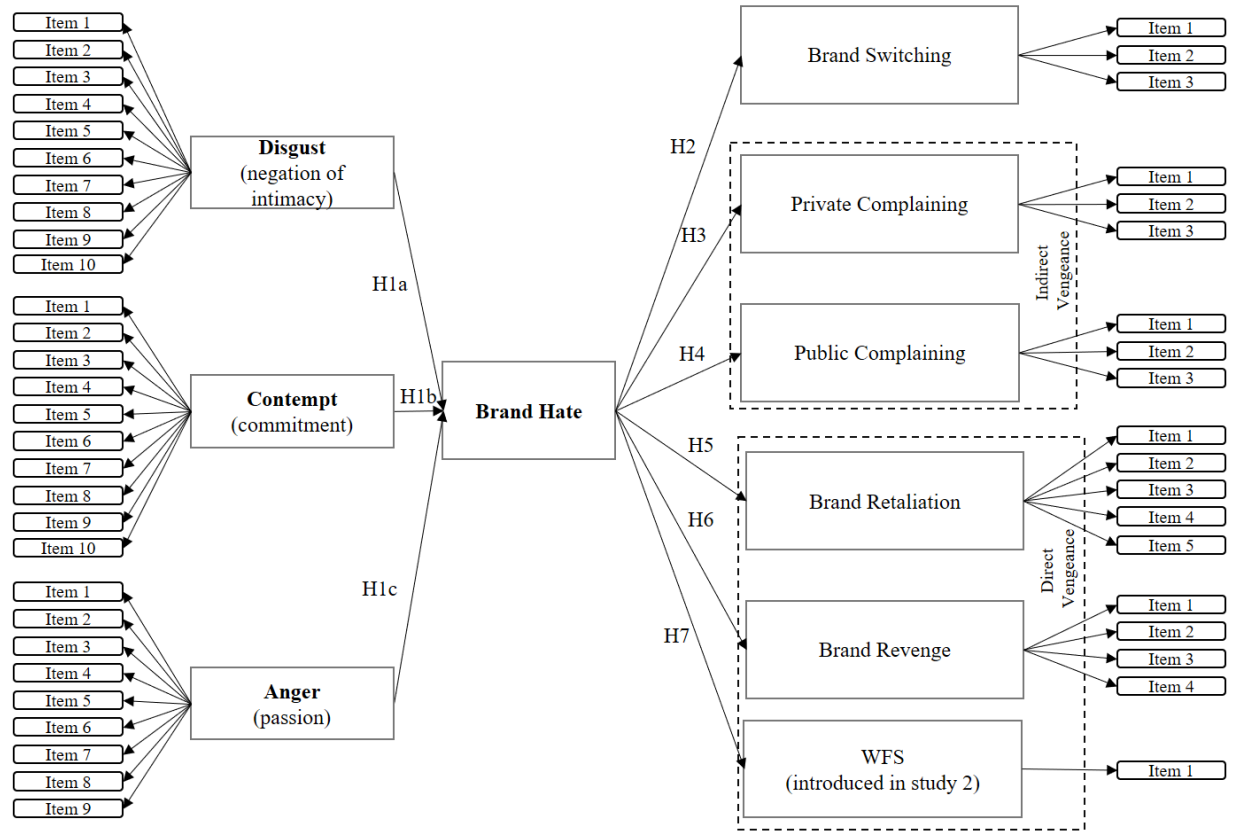 Item 1
Item 2
Item 3
Item 4
Item 5
Item 6
Item 7
Item 8
Item 9
Item 10
Disgust
(negation of
intimacy)
H1a
Item 1
Item 2
Item 3
Item 4
Item 5
Item 6
Item 7
Item 8
Item 9
Item 10
Contempt
(commitment)
H1b
Item 1
Item 2
Item 3
Item 4
Item 5
Item 6
Item 7
Item 8
Item 9
Anger
(passion)
H1c
Brand Hate
H2
Brand Switching
Item 1
Item 2
Item 3
H3
Private Complaining
Item 1
Item 2
Item 3
Indirect
Vengeance
H4
Public Complaining
Item 1
Item 2
Item 3
H5
Brand Retaliation
Item 1
Item 2
Item 3
Item 4
Item 5
Direct
Vengeance
H6
Brand Revenge
Item 1
Item 2
Item 3
Item 4
H7
WFS
(introduced in study 2)
Item 1